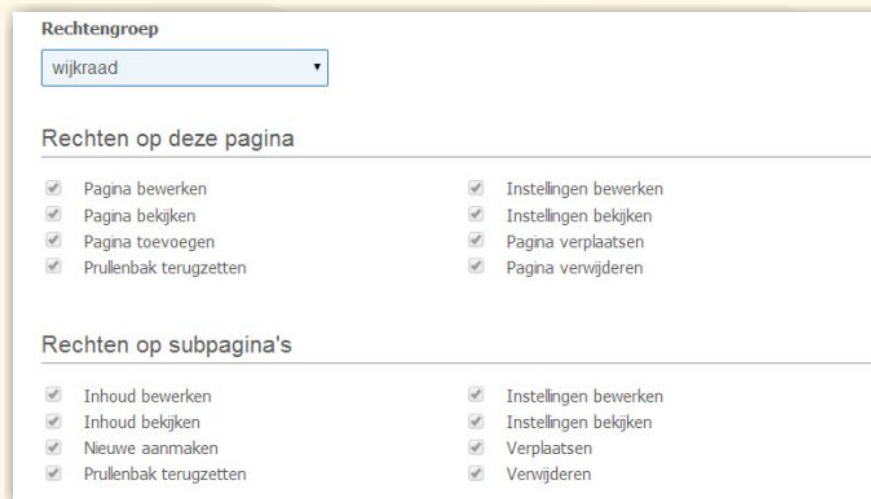 Rechtengroep
wijkraad
Rechten op deze pagina
Pagina bewerken
Pagina bekijken
Pagina toevoegen
Prullenbak terugzetten
Instellingen bewerken
Instellingen bekijken
Pagina verplaatsen
Pagina verwijderen
Rechten op subpagina's
Inhoud bewerken
Inhoud bekijken
Nieuwe aanmaken
Prullenbak terugzetten
Instellingen bewerken
Instellingen bekijken
Verplaatsen
Verwijderen